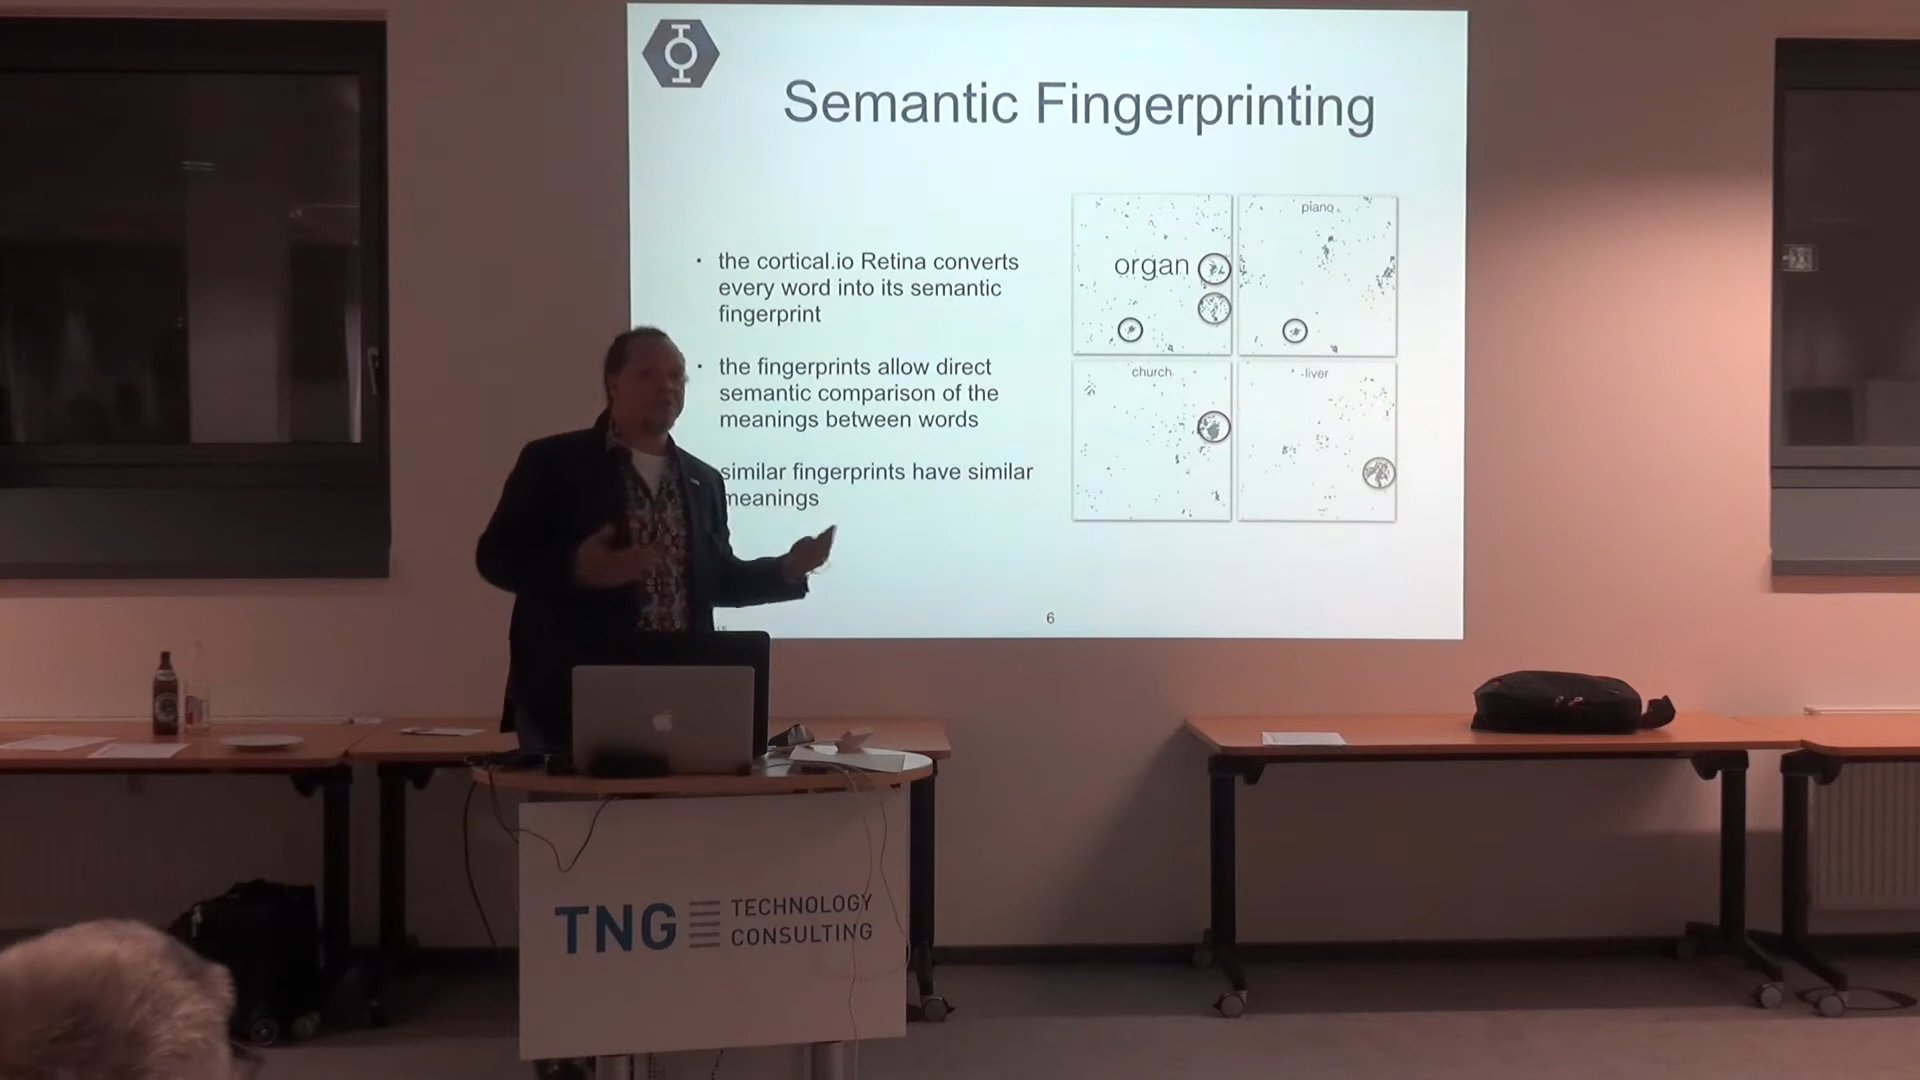 Semantic Fingerprinting
• the cortical.io Retina converts
every word into its semantic
fingerprint
• the fingerprints allow direct
semantic comparison of the
meanings between words
similar fingerprints have similar
meanings
organ
piano
church
liver
6
TNG TECHNOLOGY
CONSULTING